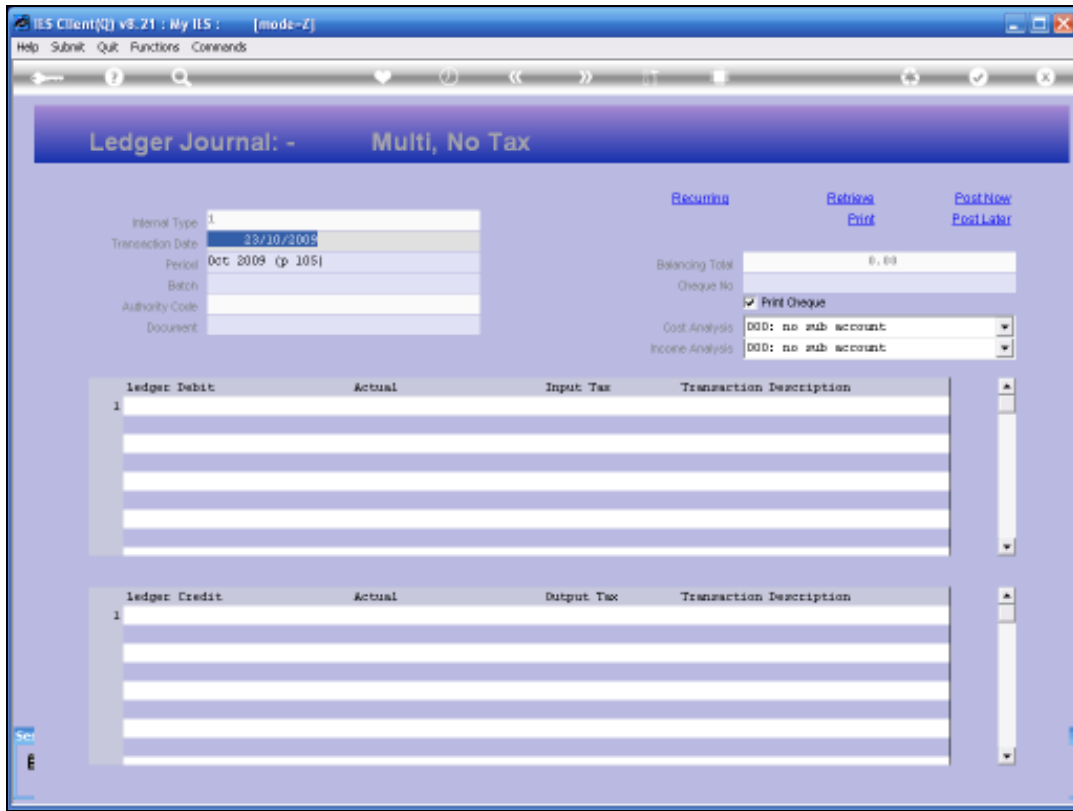 IES Client(Q) v8.21 : My IES : [mode=Z]
Help Submit Quit Functions Commands
Ledger Journal: - Multi, No Tax
Recurring Retrieve Post Now
Print Post Later
Internal Type 1
Transaction Date 23/10/2009
Period Oct 2009 (p 105)
Balancing Total 0.00
Batch
Cheque No
Authority Code
Print Cheque
Document
Cost Analysis D0D: no sub account
Income Analysis D0D: no sub account
Ledger Debit Actual Input Tax Transaction Description
1
Ledger Credit Actual Output Tax Transaction Description
1